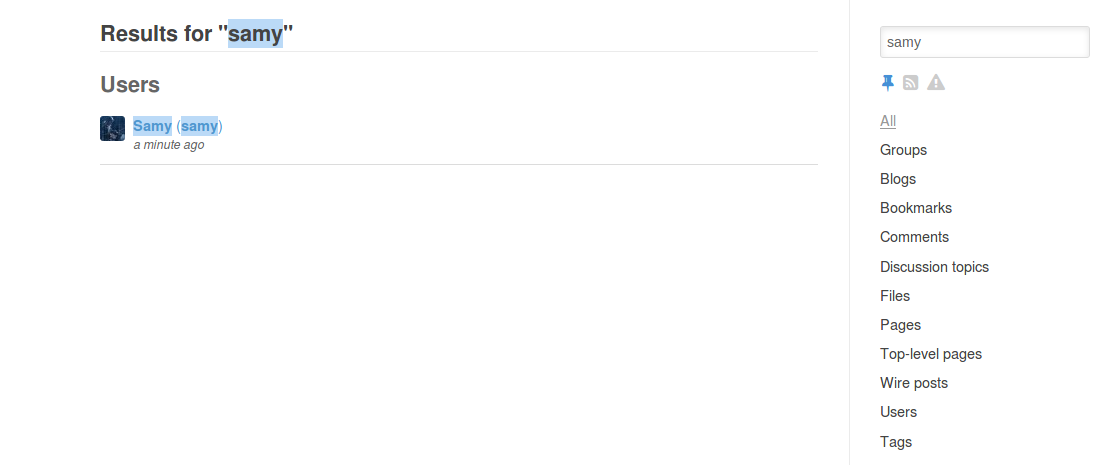 Results for "samy"
Users
Samy (samy)
a minute ago
samy
All
Groups
Blogs
Bookmarks
Comments
Discussion topics
Files
Pages
Top-level pages
Wire posts
Users
Tags